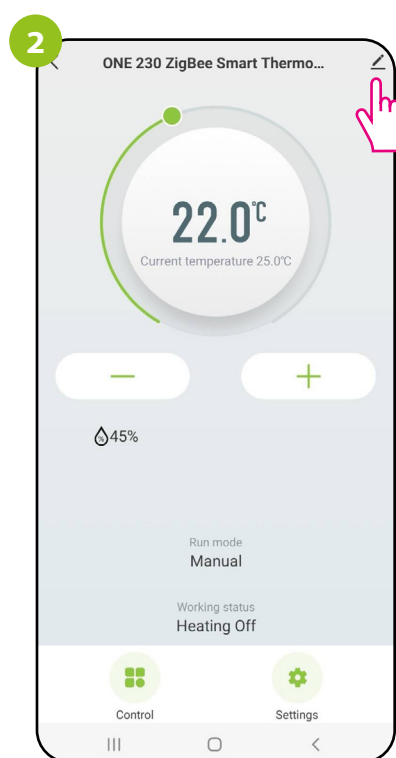 2
ONE 230 ZigBee Smart Thermo...
22.0°C
Current temperature 25.0°C
− +
%45%
Run mode
Manual
Working status
Heating Off
Control Settings